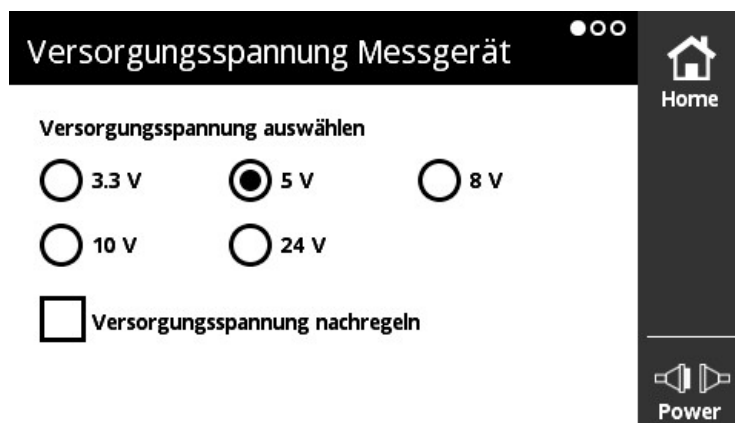 Versorgungsspannung Messgerät
Home
Versorgungsspannung auswählen
3.3 V 5 V 8 V
10 V 24 V
Versorgungsspannung nachregeln
Power